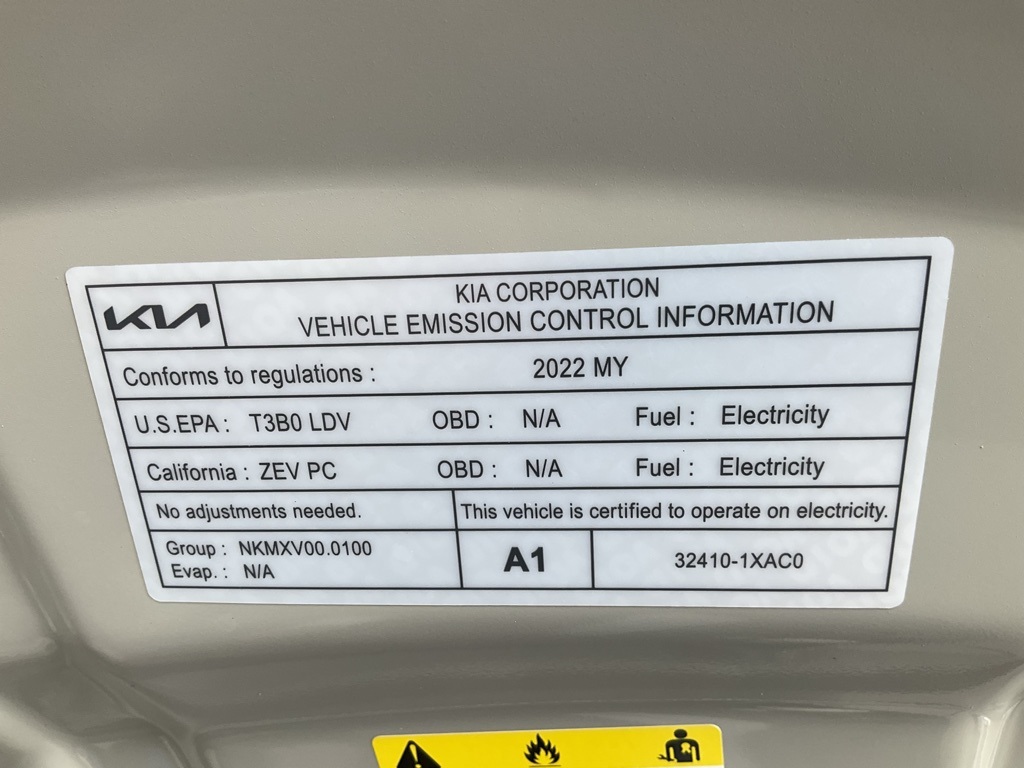 KIA
KIA CORPORATION
VEHICLE EMISSION CONTROL INFORMATION
Conforms to regulations : 2022 MY
U.S.EPA : T3B0 LDV OBD : N/A Fuel : Electricity
California : ZEV PC OBD : N/A Fuel : Electricity
No adjustments needed. This vehicle is certified to operate on electricity.
Group : NKMXV00.0100
Evap. : N/A
A1
32410-1XAC0